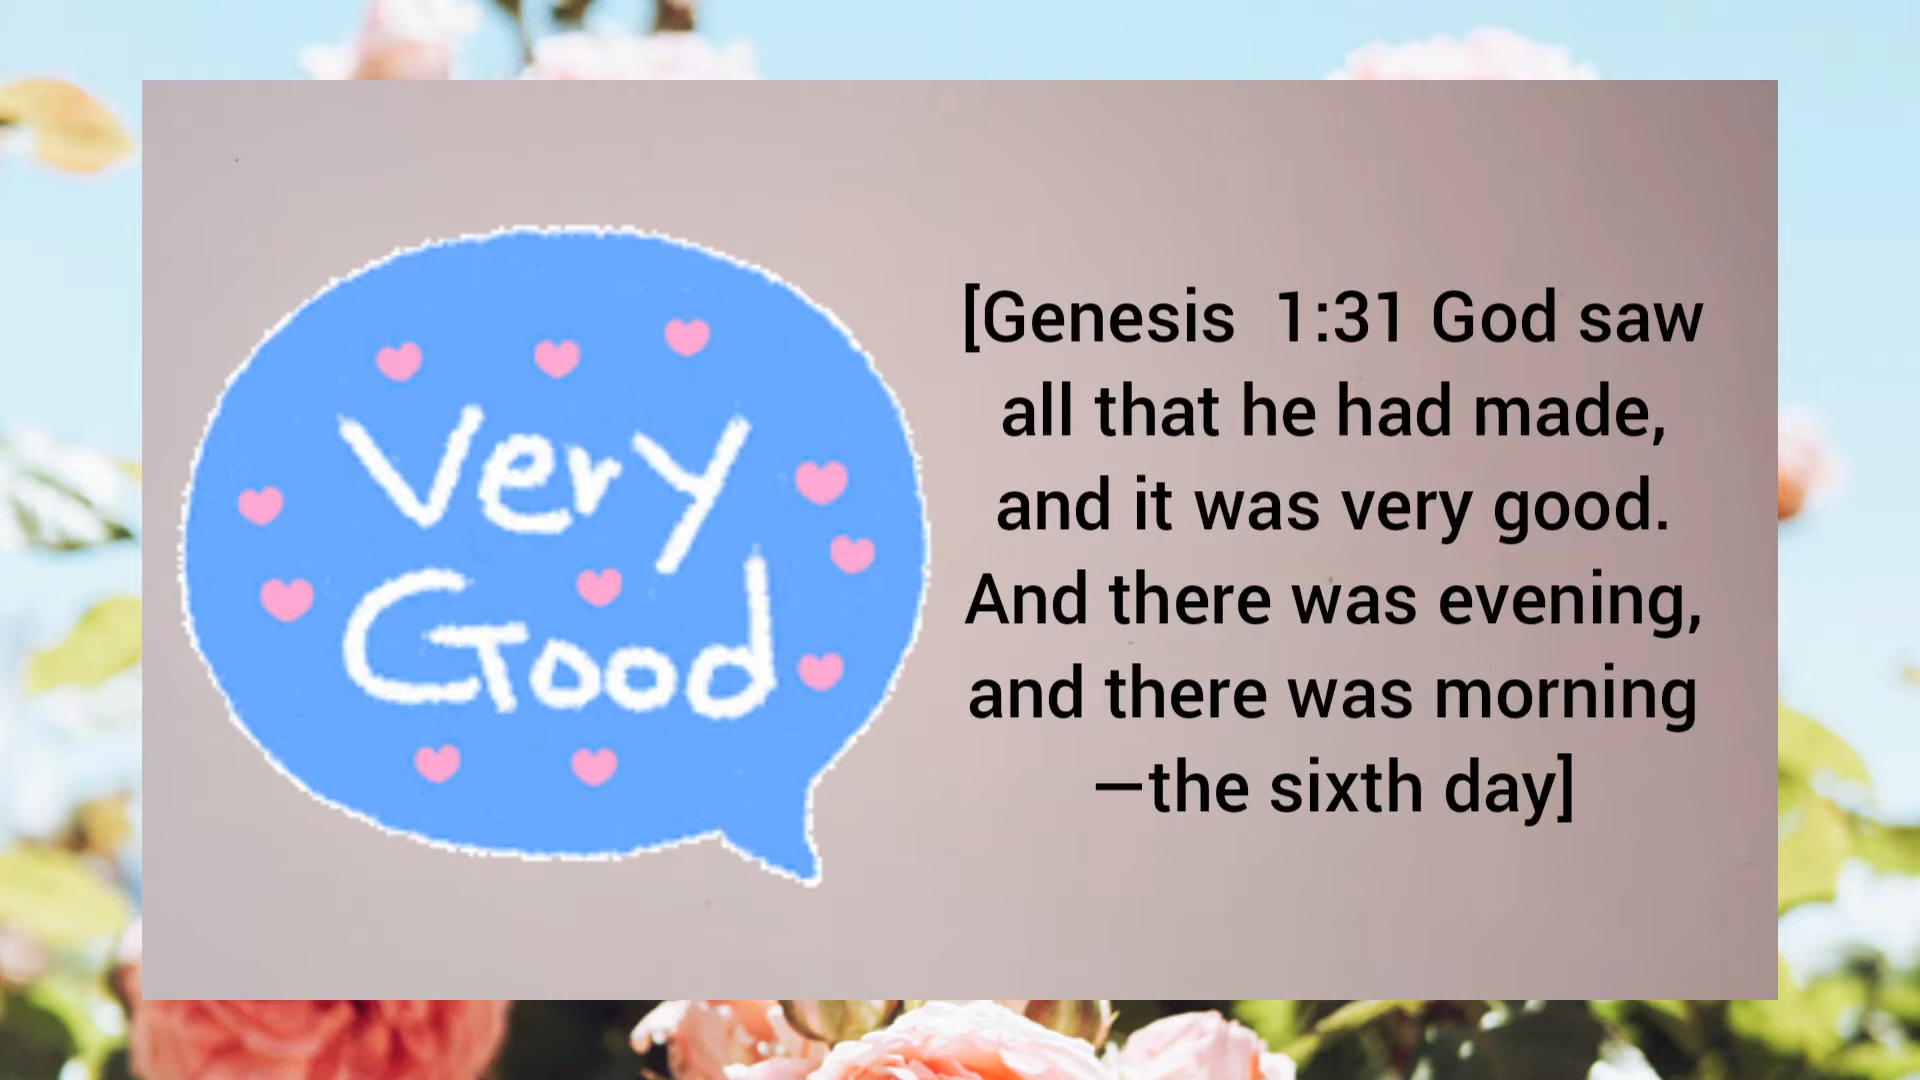 Very
Good
[Genesis  1:31 God saw
all that he had made,
and it was very good.
And there was evening,
and there was morning
—the sixth day]